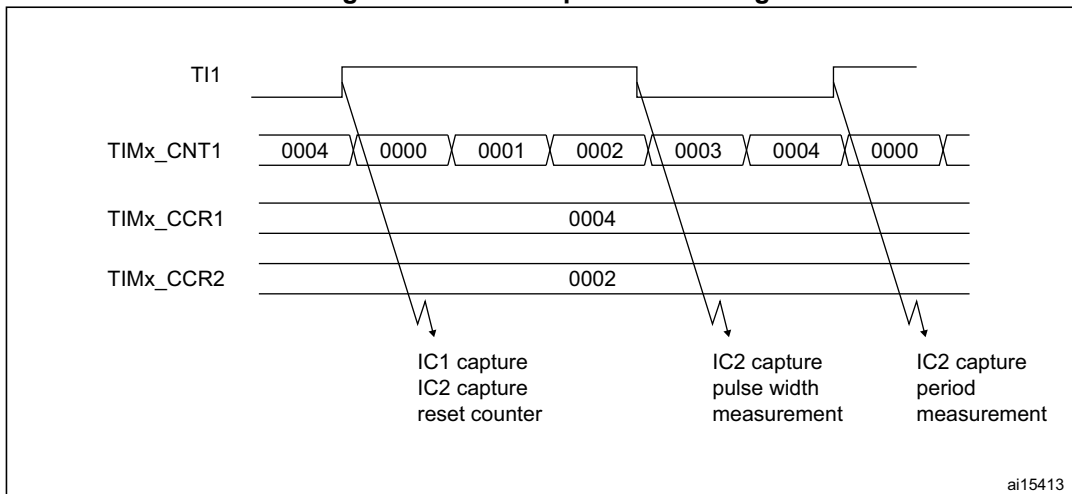 TI1
TIMx_CNT1 0004 0000 0001 0002 0003 0004 0000
TIMx_CCR1 0004
TIMx_CCR2 0002
IC1 capture
IC2 capture
reset counter
IC2 capture
pulse width
measurement
IC2 capture
period
measurement
ai15413